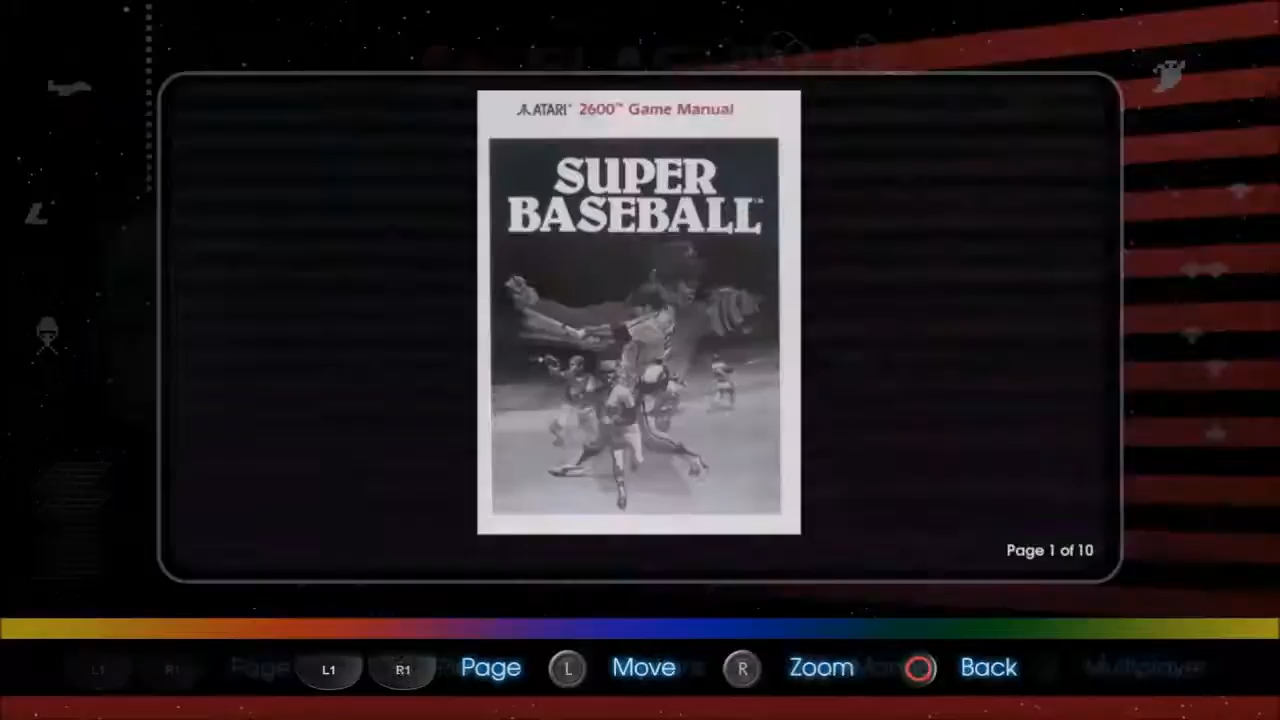 ATARI® 2600™ Game Manual
SUPER
BASEBALL™
Page 1 of 10
L1 R1 Page L Move R Zoom Back